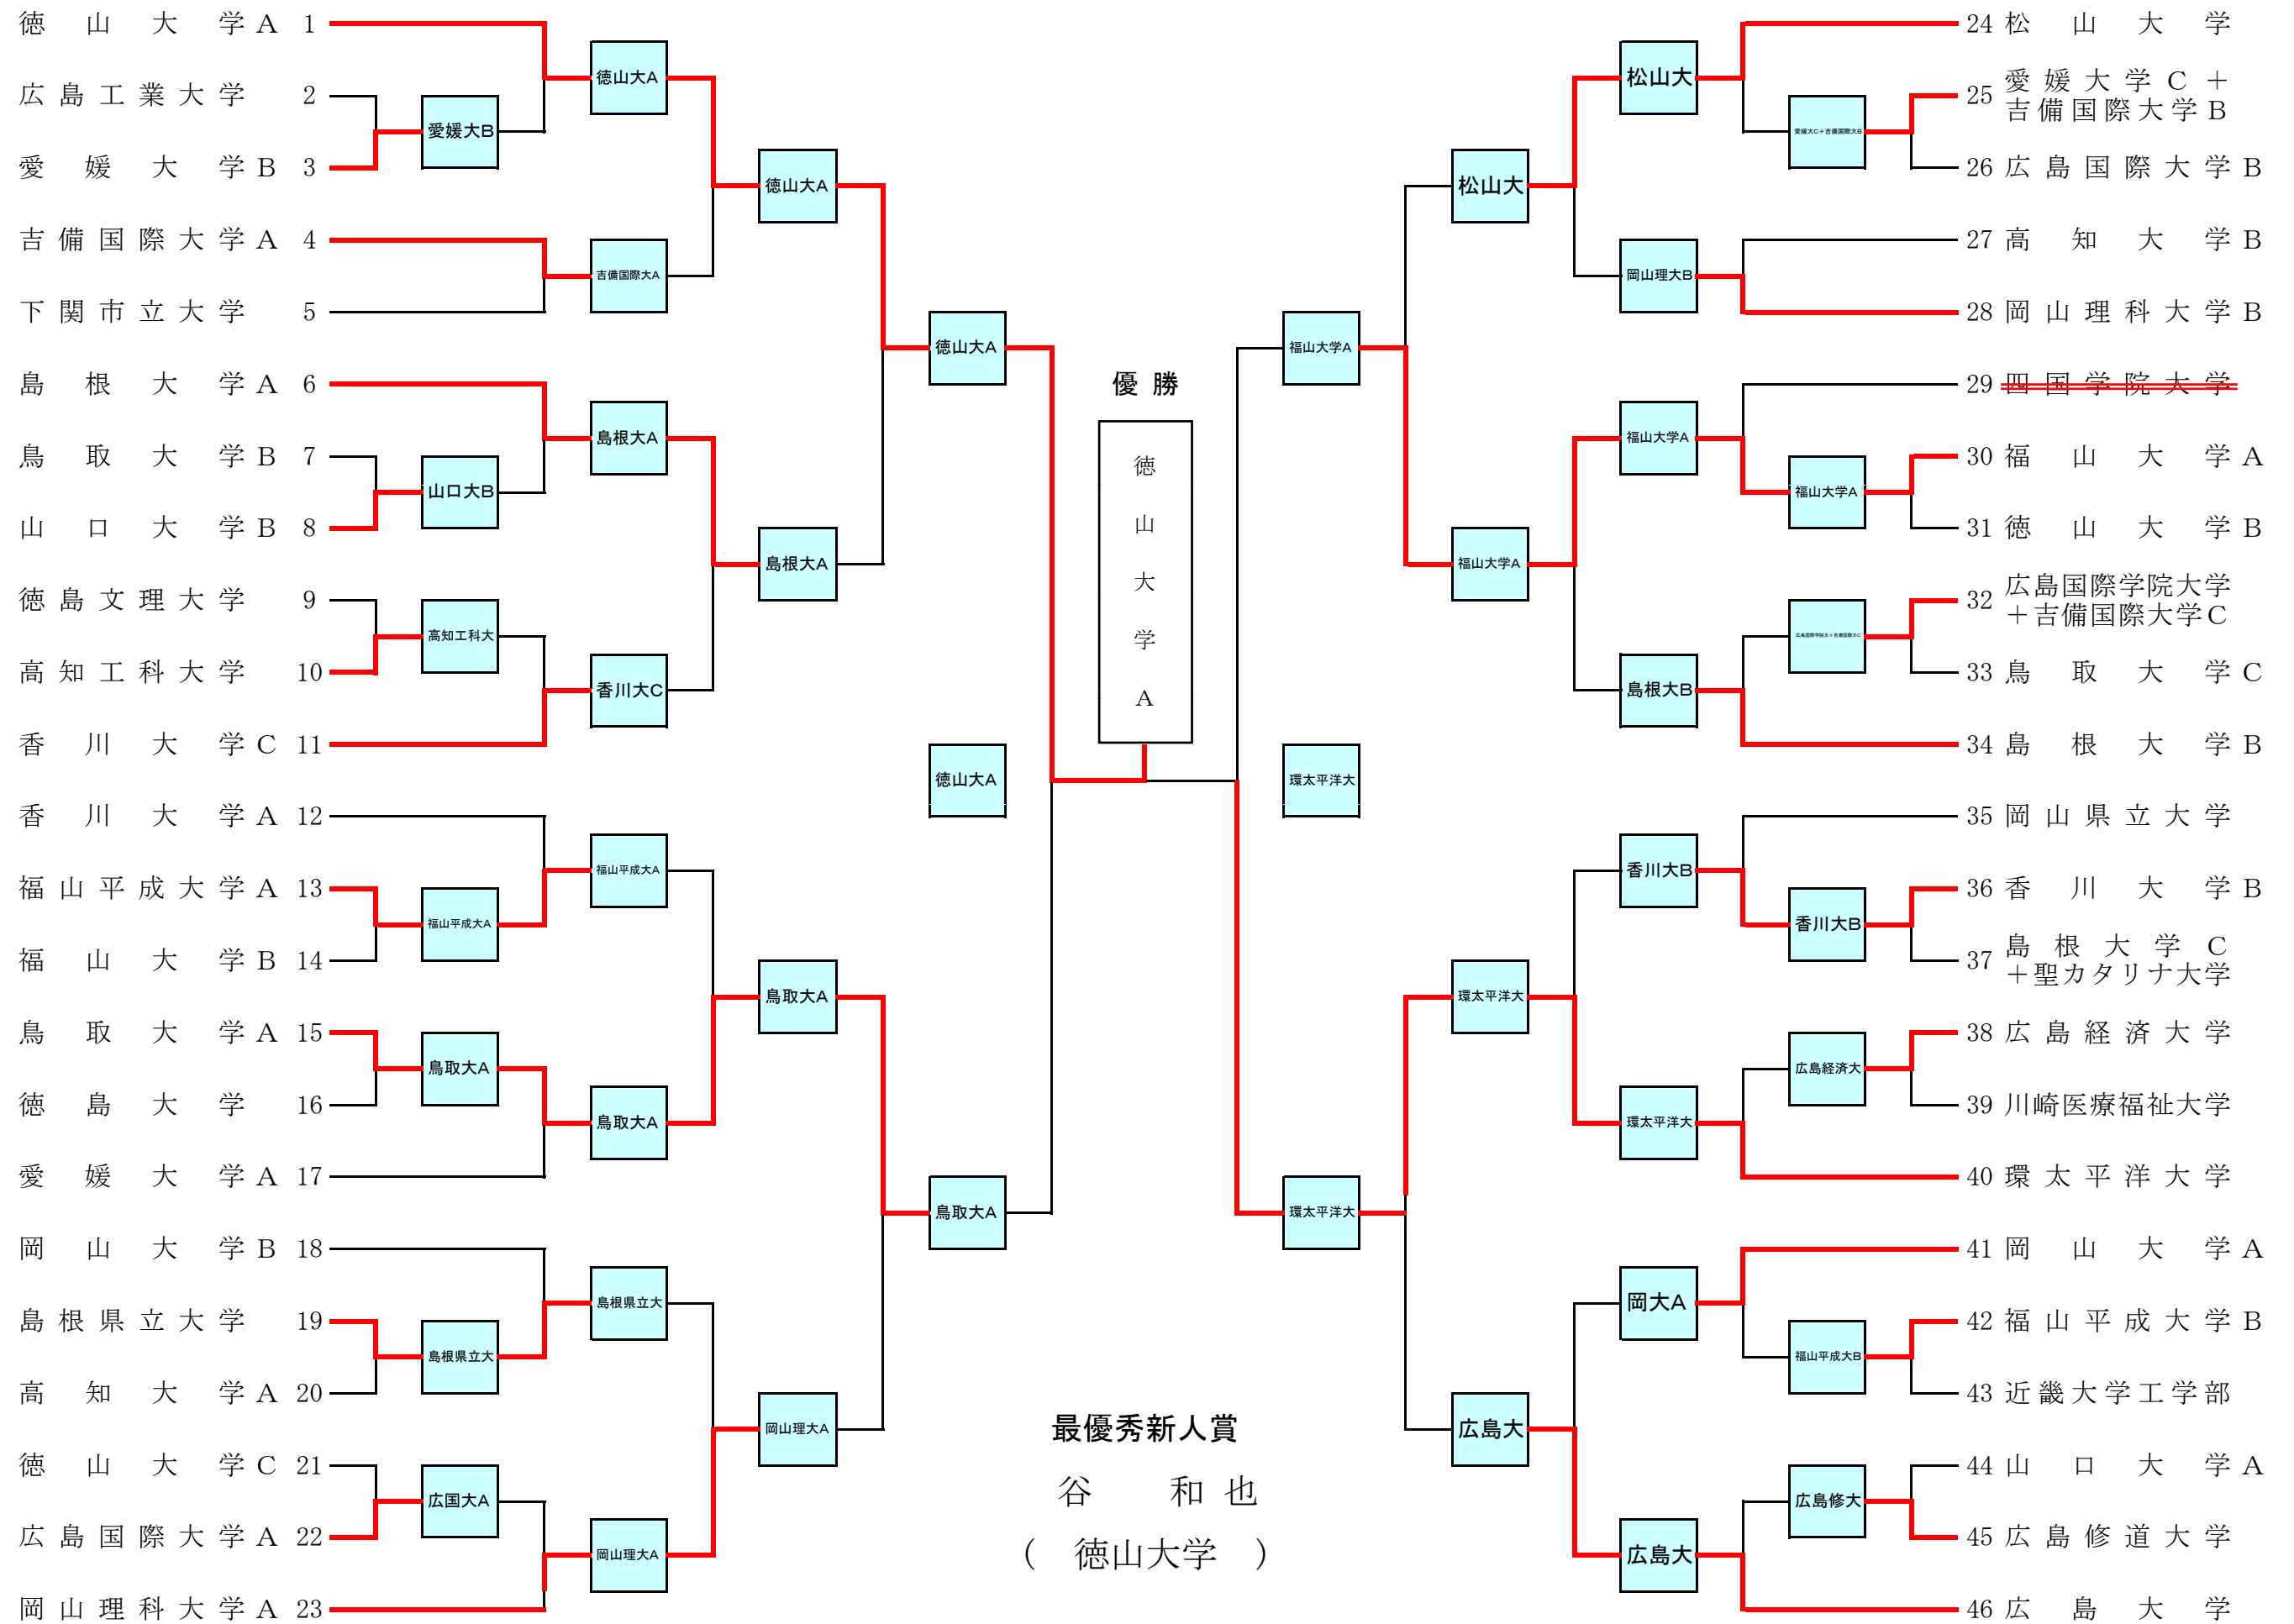 徳山大学A 1
広島工業大学 2
愛媛大学B 3
吉備国際大学A 4
下関市立大学 5
島根大学A 6
鳥取大学B 7
山口大学B 8
徳島文理大学 9
高知工科大学 10
香川大学C 11
香川大学A 12
福山平成大学A 13
福山大学B 14
鳥取大学A 15
徳島大学 16
愛媛大学A 17
岡山大学B 18
島根県立大学 19
高知大学A 20
徳山大学C 21
広島国際大学A 22
岡山理科大学A 23
愛媛大B
山口大B
高知工科大
福山平成大A
鳥取大A
島根県立大
広国大A
徳山大A
吉備国際大A
島根大A
香川大C
福山平成大A
鳥取大A
島根県立大
岡山理大A
徳山大A
島根大A
鳥取大A
岡山理大A
徳山大A
徳山大A
鳥取大A
優勝
徳山大学A
最優秀新人賞
谷 和也
( 徳山大学 )
福山大学A
環太平洋大
環太平洋大
松山大
福山大学A
環太平洋大
広島大
松山大
岡山理大B
福山大学A
島根大B
香川大B
環太平洋大
岡大A
広島大
愛媛大C+吉備国際大B
福山大学A
広島国際学院大+吉備国際大C
香川大B
広島経済大
福山平成大B
広島修大
24 松山大学
25 愛媛大学C+
吉備国際大学B
26 広島国際大学B
27 高知大学B
28 岡山理科大学B
29 四国学院大学
30 福山大学A
31 徳山大学B
32 広島国際学院大学
+吉備国際大学C
33 鳥取大学C
34 島根大学B
35 岡山県立大学
36 香川大学B
37 島根大学C
+聖カタリナ大学
38 広島経済大学
39 川崎医療福祉大学
40 環太平洋大学
41 岡山大学A
42 福山平成大学B
43 近畿大学工学部
44 山口大学A
45 広島修道大学
46 広島大学